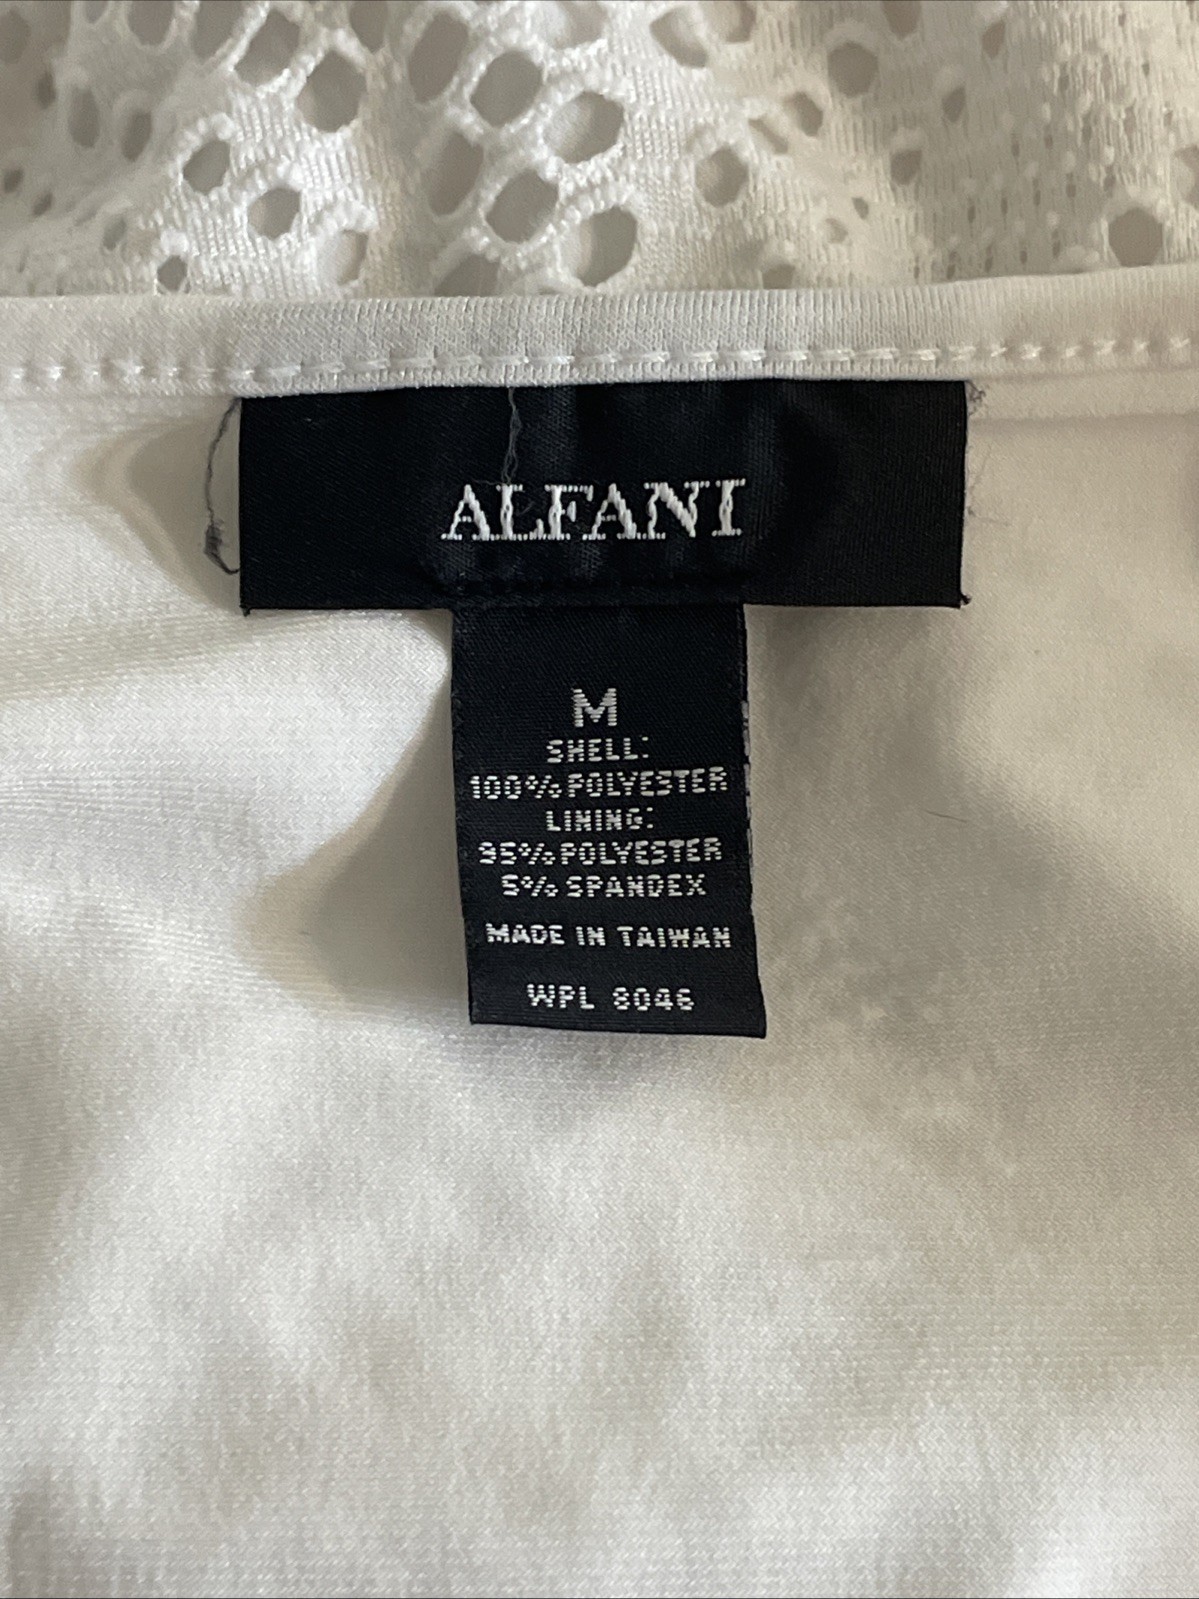 ALFANI
M
SHELL:
100% POLYESTER
LINING:
95% POLYESTER
5% SPANDEX
MADE IN TAIWAN
WPL 8046